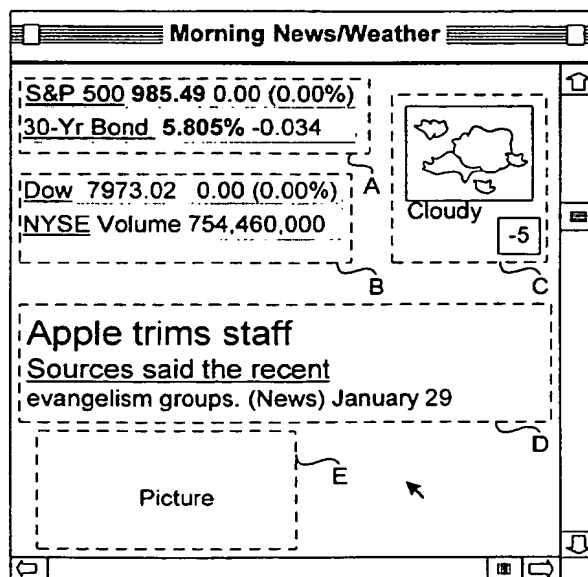 Morning News/Weather
S&P 500 985.49 0.00 (0.00%)
30-Yr Bond 5.805% -0.034
A
Dow 7973.02 0.00 (0.00%)
NYSE Volume 754,460,000
B
Cloudy
-5
C
Apple trims staff
Sources said the recent
evangelism groups. (News) January 29
D
Picture
E